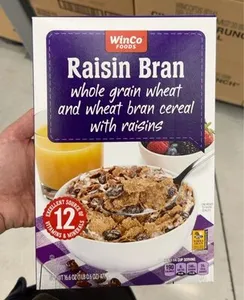 WinCo
FOODS
Raisin Bran
whole grain wheat
and wheat bran cereal
with raisins
EXCELLENT SOURCE OF
12
VITAMINS & MINERALS